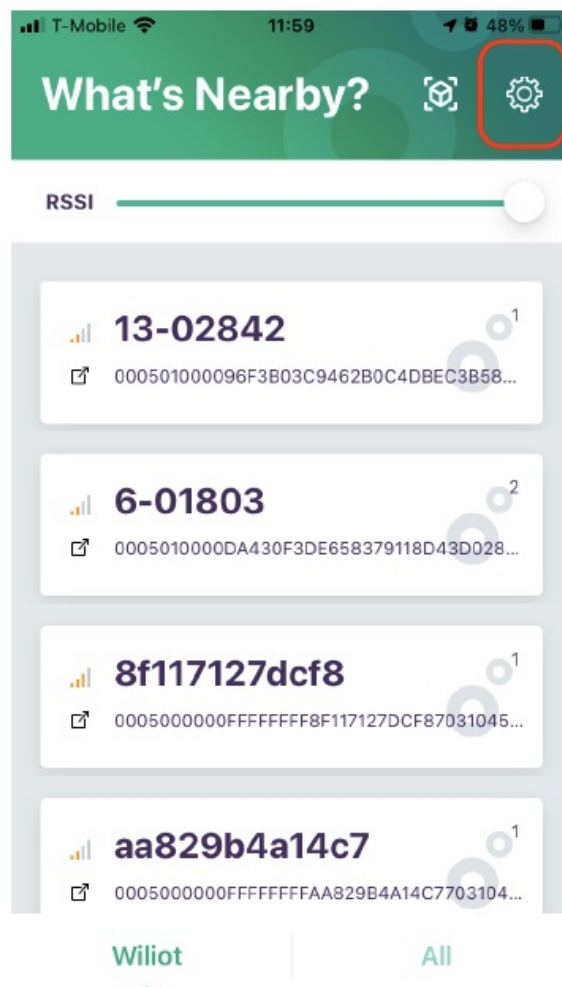 T-Mobile 11:59 48%
What's Nearby?
RSSI
13-02842 1
000501000096F3B03C9462B0C4DBEC3B58...
6-01803 2
0005010000DA430F3DE658379118D43D028...
8f117127dcf8 1
0005000000FFFFFFFF8F117127DCF87031045...
aa829b4a14c7 1
0005000000FFFFFFFFAA829B4A14C7703104...
Wiliot All